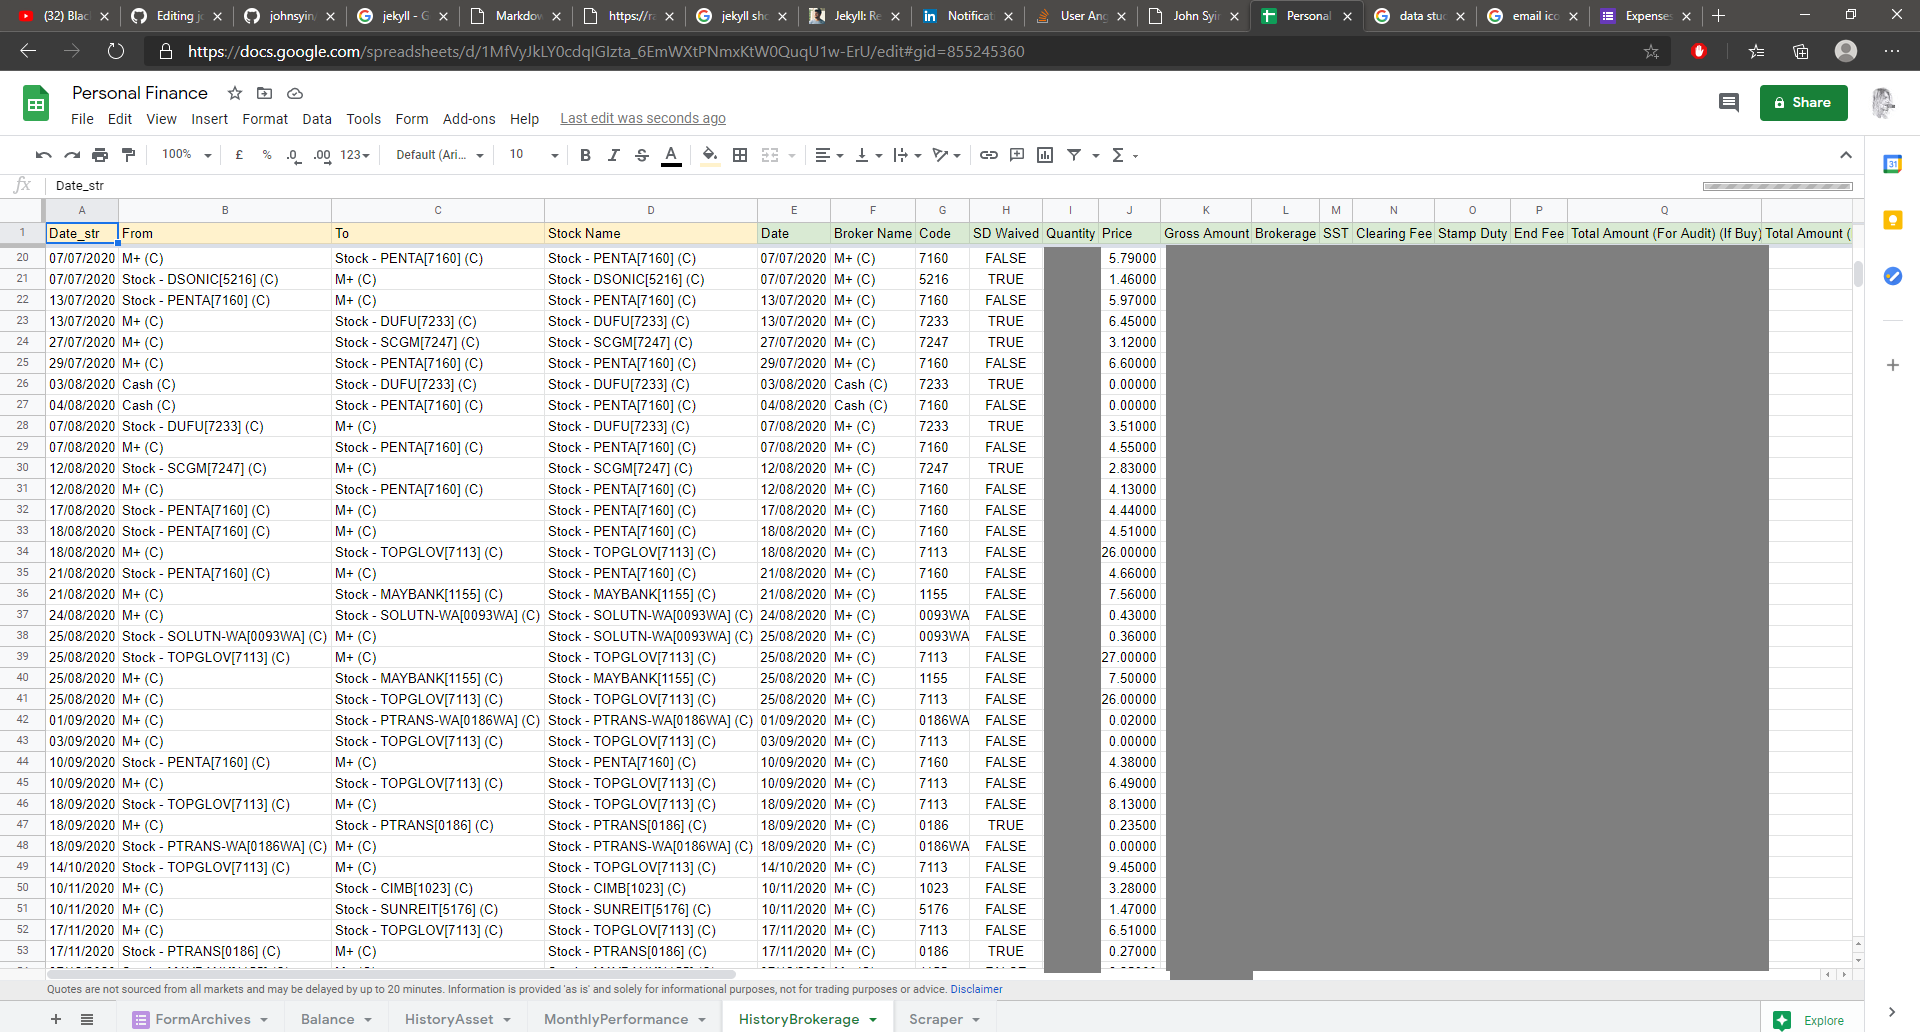 (32) Blac
Editing jo
johnsyin/
jekyll - G
Markdow
https://ra
jekyll sho
Jekyll: Re
Notificat
User Ang
John Syin
Personal
data stud
email ico
Expenses
https://docs.google.com/spreadsheets/d/1MfVyJkLY0cdqIGIzta_6EmWXtPNmxKtW0QuqU1w-ErU/edit#gid=855245360
Personal Finance
File Edit View Insert Format Data Tools Form Add-ons Help Last edit was seconds ago
Share
100% £ % .0 .00 123 Default (Ari... 10 B I S A Σ
31
fx Date_str
A B C D E F G H I J K L M N O P Q
1 Date_str From To Stock Name Date Broker Name Code SD Waived Quantity Price Gross Amount Brokerage SST Clearing Fee Stamp Duty End Fee Total Amount (For Audit) (If Buy) Total Amount (
20 07/07/2020 M+ (C) Stock - PENTA[7160] (C) Stock - PENTA[7160] (C) 07/07/2020 M+ (C) 7160 FALSE 5.79000
21 07/07/2020 Stock - DSONIC[5216] (C) M+ (C) Stock - DSONIC[5216] (C) 07/07/2020 M+ (C) 5216 TRUE 1.46000
22 13/07/2020 Stock - PENTA[7160] (C) M+ (C) Stock - PENTA[7160] (C) 13/07/2020 M+ (C) 7160 FALSE 5.97000
23 13/07/2020 M+ (C) Stock - DUFU[7233] (C) Stock - DUFU[7233] (C) 13/07/2020 M+ (C) 7233 TRUE 6.45000
24 27/07/2020 M+ (C) Stock - SCGM[7247] (C) Stock - SCGM[7247] (C) 27/07/2020 M+ (C) 7247 TRUE 3.12000
25 29/07/2020 M+ (C) Stock - PENTA[7160] (C) Stock - PENTA[7160] (C) 29/07/2020 M+ (C) 7160 FALSE 6.60000
26 03/08/2020 Cash (C) Stock - DUFU[7233] (C) Stock - DUFU[7233] (C) 03/08/2020 Cash (C) 7233 TRUE 0.00000
27 04/08/2020 Cash (C) Stock - PENTA[7160] (C) Stock - PENTA[7160] (C) 04/08/2020 Cash (C) 7160 FALSE 0.00000
28 07/08/2020 Stock - DUFU[7233] (C) M+ (C) Stock - DUFU[7233] (C) 07/08/2020 M+ (C) 7233 TRUE 3.51000
29 07/08/2020 M+ (C) Stock - PENTA[7160] (C) Stock - PENTA[7160] (C) 07/08/2020 M+ (C) 7160 FALSE 4.55000
30 12/08/2020 Stock - SCGM[7247] (C) M+ (C) Stock - SCGM[7247] (C) 12/08/2020 M+ (C) 7247 TRUE 2.83000
31 12/08/2020 M+ (C) Stock - PENTA[7160] (C) Stock - PENTA[7160] (C) 12/08/2020 M+ (C) 7160 FALSE 4.13000
32 17/08/2020 Stock - PENTA[7160] (C) M+ (C) Stock - PENTA[7160] (C) 17/08/2020 M+ (C) 7160 FALSE 4.44000
33 18/08/2020 Stock - PENTA[7160] (C) M+ (C) Stock - PENTA[7160] (C) 18/08/2020 M+ (C) 7160 FALSE 4.51000
34 18/08/2020 M+ (C) Stock - TOPGLOV[7113] (C) Stock - TOPGLOV[7113] (C) 18/08/2020 M+ (C) 7113 FALSE 26.00000
35 21/08/2020 Stock - PENTA[7160] (C) M+ (C) Stock - PENTA[7160] (C) 21/08/2020 M+ (C) 7160 FALSE 4.66000
36 21/08/2020 M+ (C) Stock - MAYBANK[1155] (C) Stock - MAYBANK[1155] (C) 21/08/2020 M+ (C) 1155 FALSE 7.56000
37 24/08/2020 M+ (C) Stock - SOLUTN-WA[0093WA] (C) Stock - SOLUTN-WA[0093WA] (C) 24/08/2020 M+ (C) 0093WA FALSE 0.43000
38 25/08/2020 Stock - SOLUTN-WA[0093WA] (C) M+ (C) Stock - SOLUTN-WA[0093WA] (C) 25/08/2020 M+ (C) 0093WA FALSE 0.36000
39 25/08/2020 Stock - TOPGLOV[7113] (C) M+ (C) Stock - TOPGLOV[7113] (C) 25/08/2020 M+ (C) 7113 FALSE 27.00000
40 25/08/2020 M+ (C) Stock - MAYBANK[1155] (C) Stock - MAYBANK[1155] (C) 25/08/2020 M+ (C) 1155 FALSE 7.50000
41 25/08/2020 M+ (C) Stock - TOPGLOV[7113] (C) Stock - TOPGLOV[7113] (C) 25/08/2020 M+ (C) 7113 FALSE 26.00000
42 01/09/2020 M+ (C) Stock - PTRANS-WA[0186WA] (C) Stock - PTRANS-WA[0186WA] (C) 01/09/2020 M+ (C) 0186WA FALSE 0.02000
43 03/09/2020 M+ (C) Stock - TOPGLOV[7113] (C) Stock - TOPGLOV[7113] (C) 03/09/2020 M+ (C) 7113 FALSE 0.00000
44 10/09/2020 Stock - PENTA[7160] (C) M+ (C) Stock - PENTA[7160] (C) 10/09/2020 M+ (C) 7160 FALSE 4.38000
45 10/09/2020 M+ (C) Stock - TOPGLOV[7113] (C) Stock - TOPGLOV[7113] (C) 10/09/2020 M+ (C) 7113 FALSE 6.49000
46 18/09/2020 Stock - TOPGLOV[7113] (C) M+ (C) Stock - TOPGLOV[7113] (C) 18/09/2020 M+ (C) 7113 FALSE 8.13000
47 18/09/2020 M+ (C) Stock - PTRANS[0186] (C) Stock - PTRANS[0186] (C) 18/09/2020 M+ (C) 0186 TRUE 0.23500
48 18/09/2020 Stock - PTRANS-WA[0186WA] (C) M+ (C) Stock - PTRANS-WA[0186WA] (C) 18/09/2020 M+ (C) 0186WA FALSE 0.00000
49 14/10/2020 Stock - TOPGLOV[7113] (C) M+ (C) Stock - TOPGLOV[7113] (C) 14/10/2020 M+ (C) 7113 FALSE 9.45000
50 10/11/2020 M+ (C) Stock - CIMB[1023] (C) Stock - CIMB[1023] (C) 10/11/2020 M+ (C) 1023 FALSE 3.28000
51 10/11/2020 M+ (C) Stock - SUNREIT[5176] (C) Stock - SUNREIT[5176] (C) 10/11/2020 M+ (C) 5176 FALSE 1.47000
52 17/11/2020 M+ (C) Stock - TOPGLOV[7113] (C) Stock - TOPGLOV[7113] (C) 17/11/2020 M+ (C) 7113 FALSE 6.51000
53 17/11/2020 Stock - PTRANS[0186] (C) M+ (C) Stock - PTRANS[0186] (C) 17/11/2020 M+ (C) 0186 TRUE 0.27000
Quotes are not sourced from all markets and may be delayed by up to 20 minutes. Information is provided 'as is' and solely for informational purposes, not for trading purposes or advice. Disclaimer
FormArchives Balance HistoryAsset MonthlyPerformance HistoryBrokerage Scraper Explore